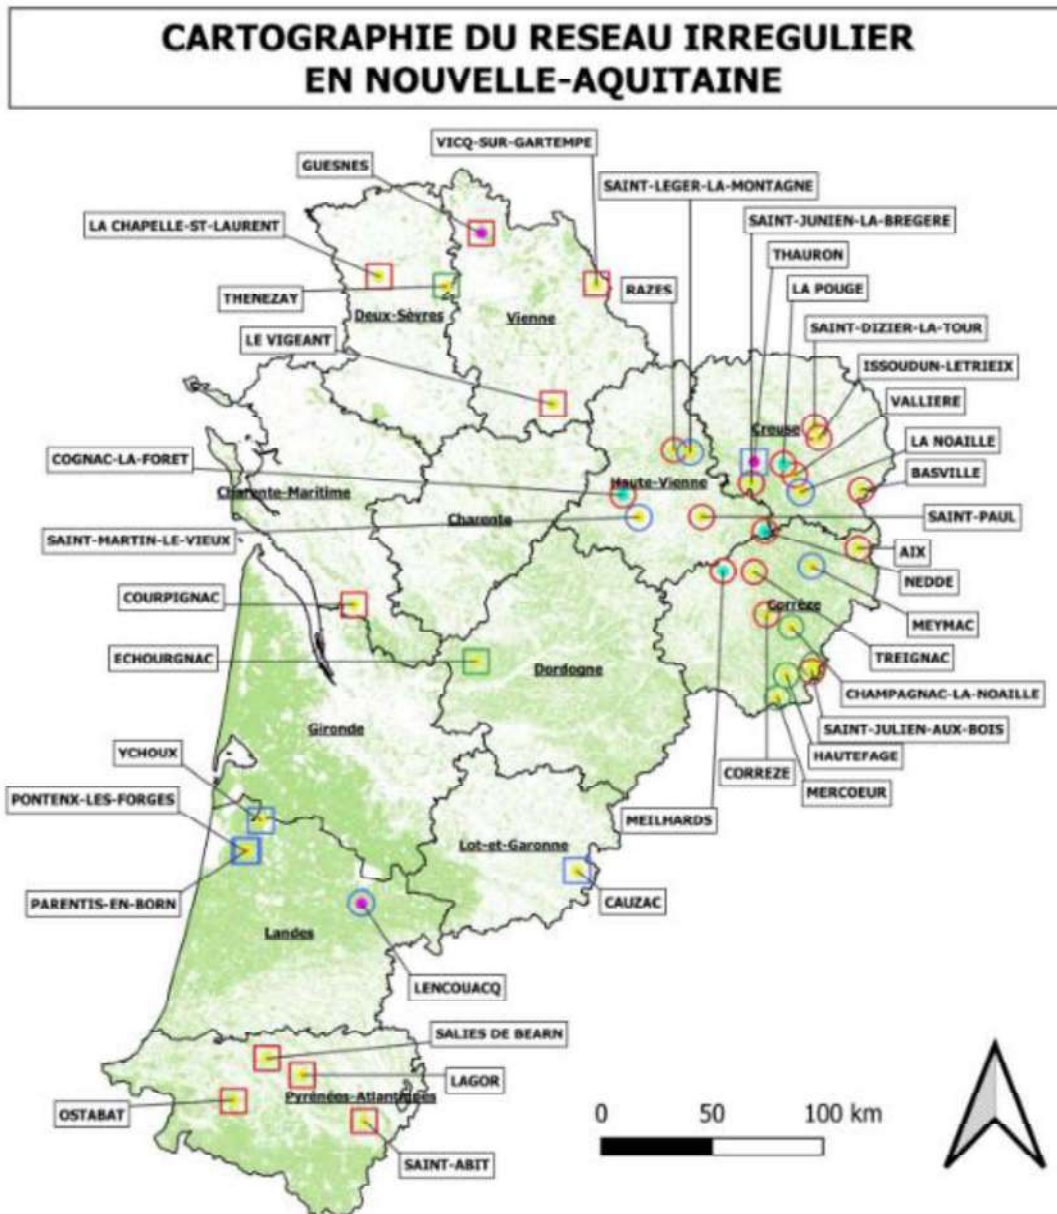 CARTOGRAPHIE DU RESEAU IRREGULIER
EN NOUVELLE-AQUITAINE
VICQ-SUR-GARTEMPE
GUESNES
SAINT-LEGER-LA-MONTAGNE
LA CHAPELLE-ST-LAURENT
SAINT-JUNIEN-LA-BREGERE
THAURON
RAZES
LA POUGE
THENEZAY
Deux-Sèvres
Vienne
SAINT-DIZIER-LA-TOUR
LE VIGEANT
ISSOUDUN-LETRIEIX
VALLIERE
Creuse
LA NOAILLE
COGNAC-LA-FORET
BASVILLE
Haute-Vienne
Charente-Maritime
Charente
SAINT-PAUL
SAINT-MARTIN-LE-VIEUX
AIX
NEDDE
COURPIGNAC
Corrèze
MEYMAC
ECHOURGNAC
Dordogne
TREIGNAC
CHAMPAGNAC-LA-NOAILLE
Gironde
SAINT-JULIEN-AUX-BOIS
YCHOUX
HAUTEFAGE
CORREZE
MERCOEUR
PONTENX-LES-FORGES
MEILHARDS
Lot-et-Garonne
PARENTIS-EN-BORN
CAUZAC
Landes
LENCOUACQ
SALIES DE BEARN
LAGOR
Pyrénées-Atlantiques
OSTABAT
SAINT-ABIT
0 50 100 km